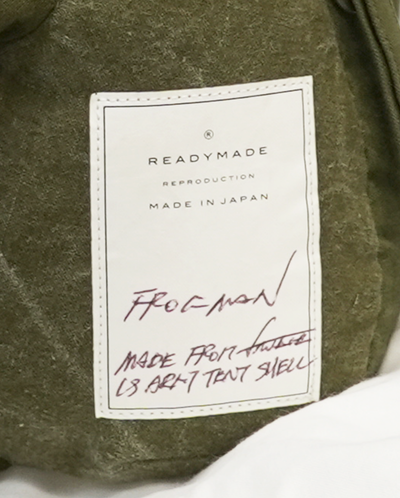 ®
READYMADE
REPRODUCTION
MADE IN JAPAN
FROGMAN
MADE FROM
US ARMY TENT SHELL